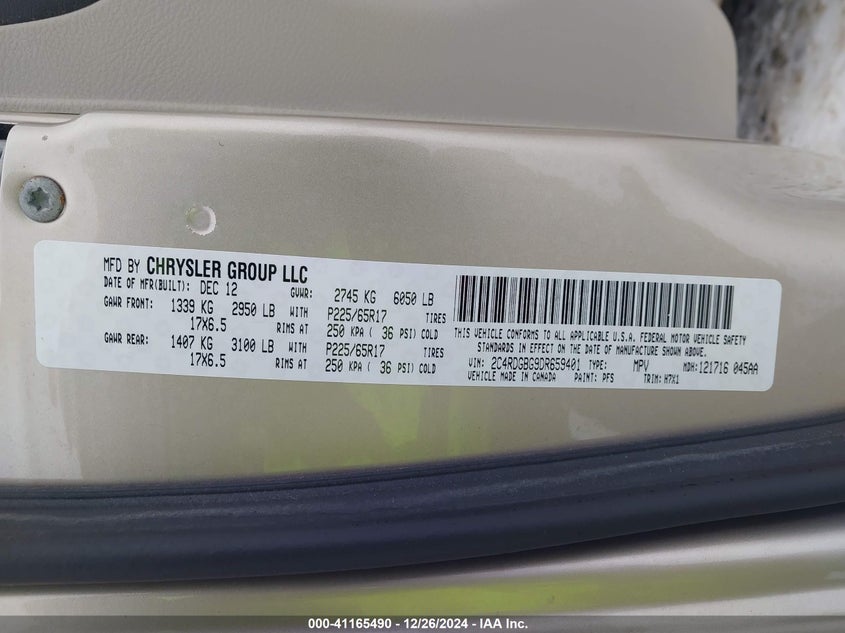 MFD BY CHRYSLER GROUP LLC
DATE OF MFR(BUILT): DEC 12 GVWR: 2745 KG 6050 LB
GAWR FRONT: 1339 KG 2950 LB WITH P225/65R17 TIRES
17X6.5 RIMS AT 250 KPA ( 36 PSI) COLD
GAWR REAR: 1407 KG 3100 LB WITH P225/65R17 TIRES
17X6.5 RIMS AT 250 KPA ( 36 PSI) COLD
THIS VEHICLE CONFORMS TO ALL APPLICABLE U.S.A. FEDERAL MOTOR VEHICLE SAFETY
STANDARDS IN EFFECT ON THE DATE OF MANUFACTURE SHOWN ABOVE.
VIN: 2C4RDGBG9DR659401 TYPE: MPV MDH:121716 045AA
VEHICLE MADE IN CANADA PAINT: PFS TRIM: H7X1
000-41165490 - 12/26/2024 - IAA Inc.